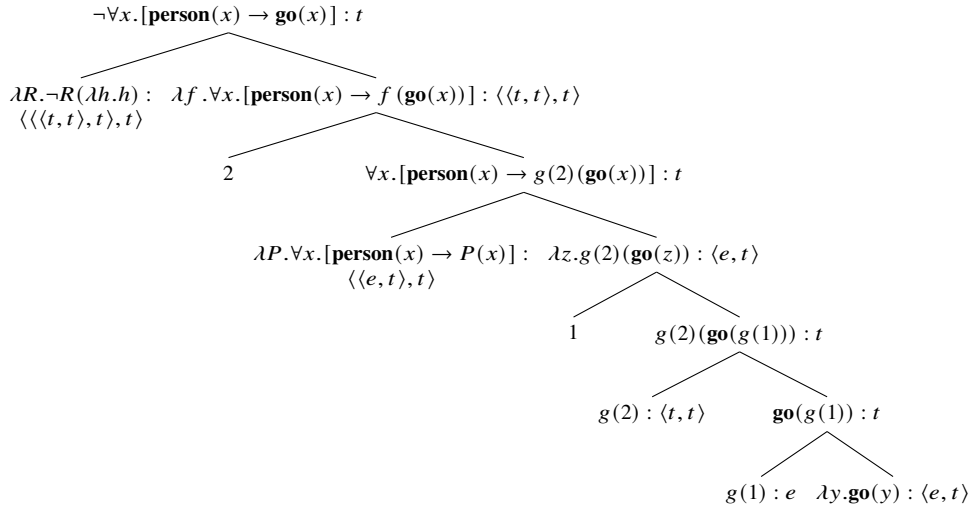 ¬∀x.[person(x) → go(x)] : t
λR.¬R(λh.h) : λf.∀x.[person(x) → f(go(x))] : ⟨⟨t, t⟩, t⟩
⟨⟨⟨t, t⟩, t⟩, t⟩
2 ∀x.[person(x) → g(2)(go(x))] : t
λP.∀x.[person(x) → P(x)] : λz.g(2)(go(z)) : ⟨e, t⟩
⟨⟨e, t⟩, t⟩
1 g(2)(go(g(1))) : t
g(2) : ⟨t, t⟩ go(g(1)) : t
g(1) : e λy.go(y) : ⟨e, t⟩